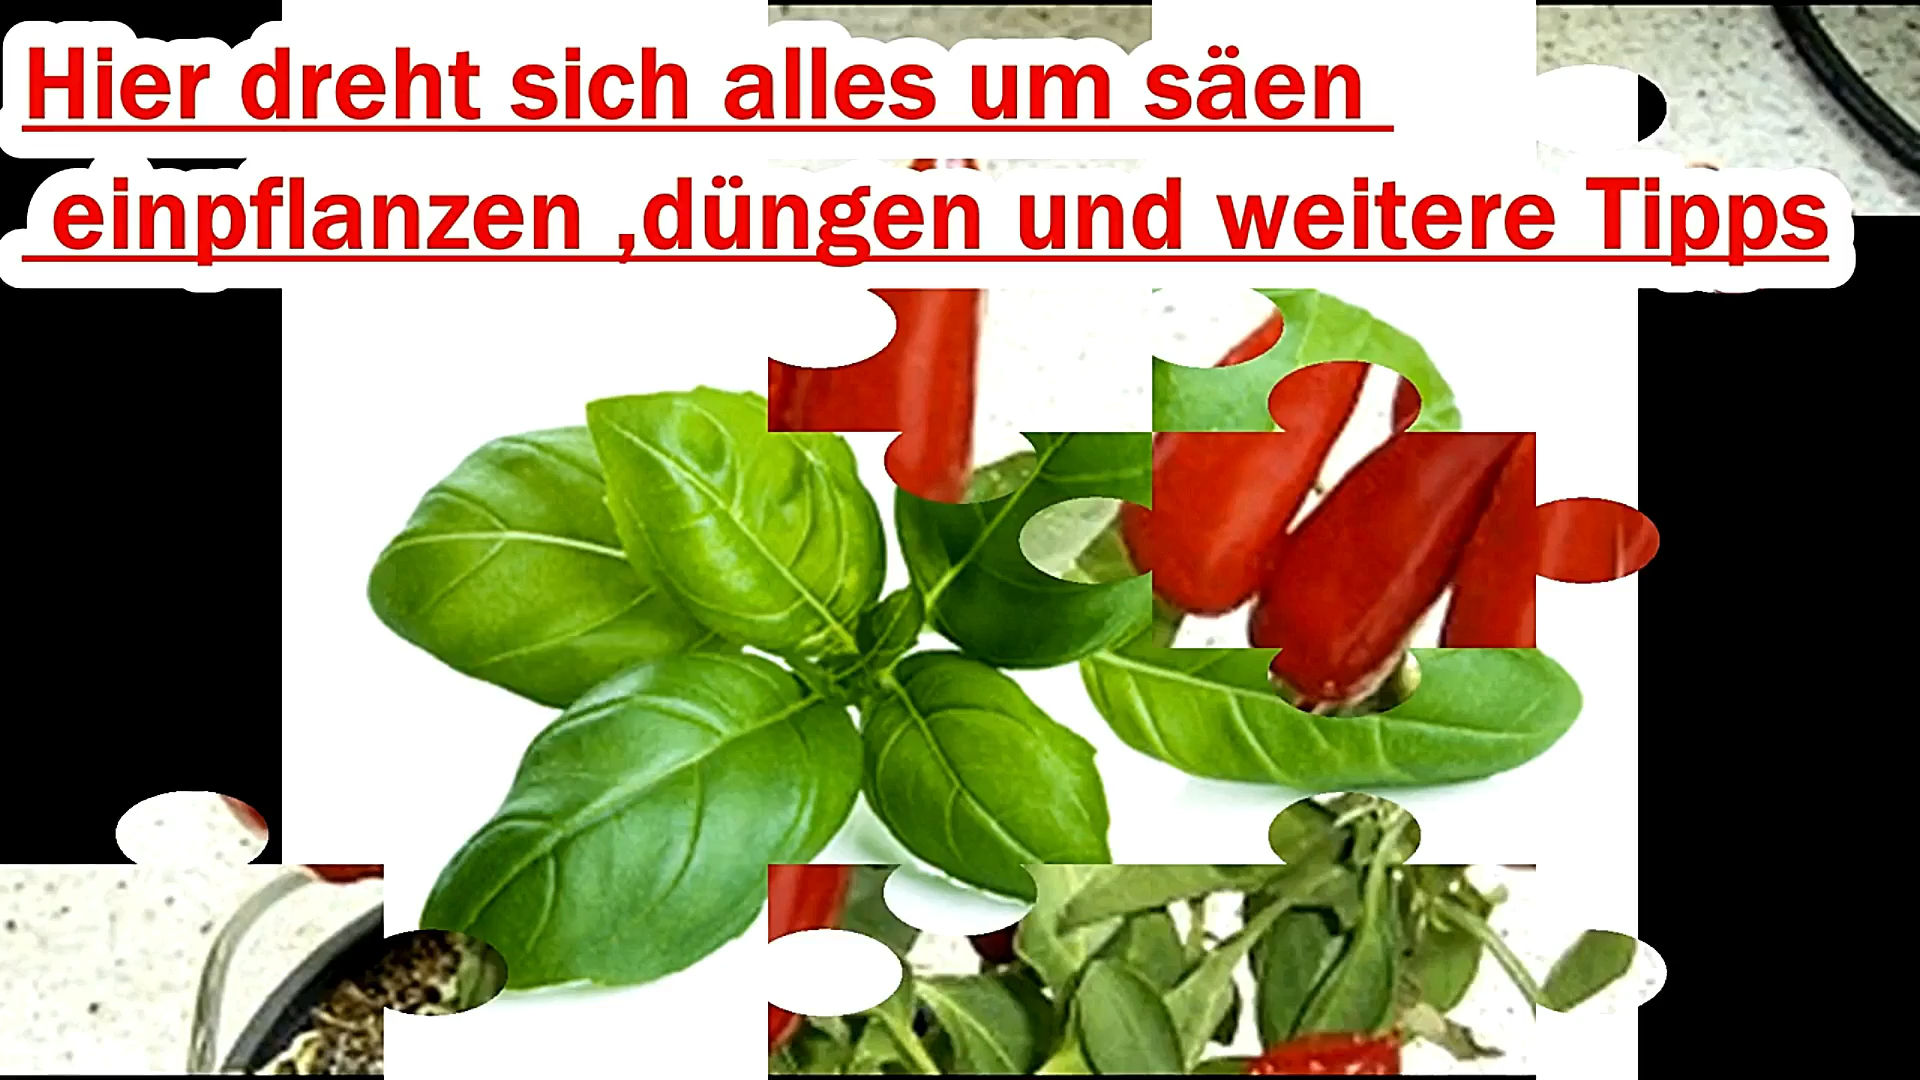 Hier dreht sich alles um säen
einpflanzen ,düngen und weitere Tipps